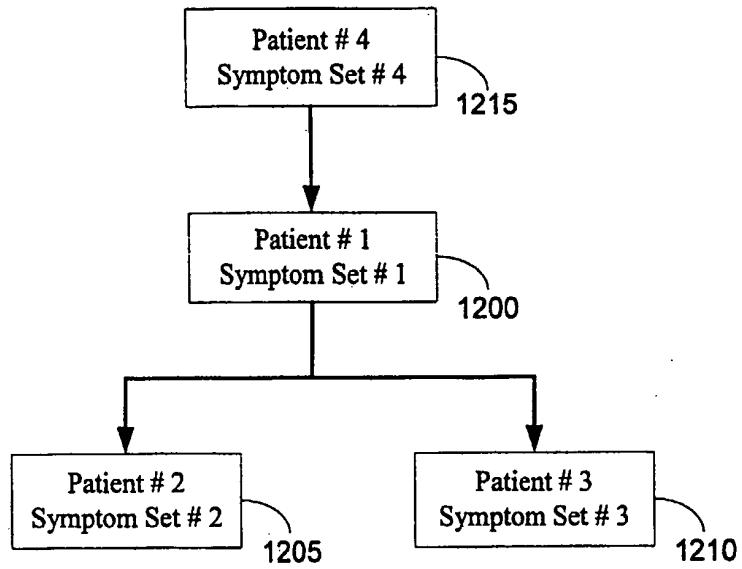 Patient # 4
Symptom Set # 4
1215
Patient # 1
Symptom Set # 1
1200
Patient # 2
Symptom Set # 2
1205
Patient # 3
Symptom Set # 3
1210